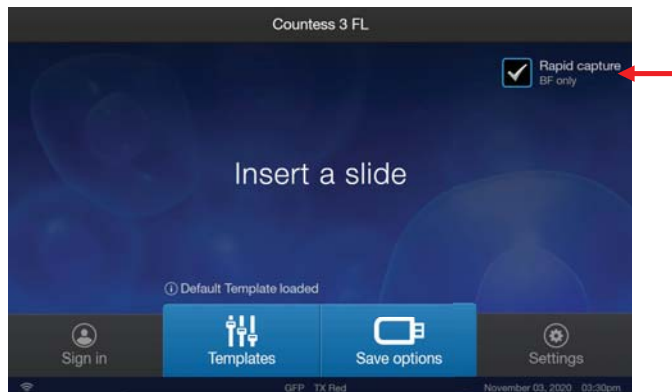 Countess 3 FL
Rapid capture
BF only
Insert a slide
Default Template loaded
Sign in
Templates
Save options
Settings
GFP TX Red
November 03, 2020 03:30pm